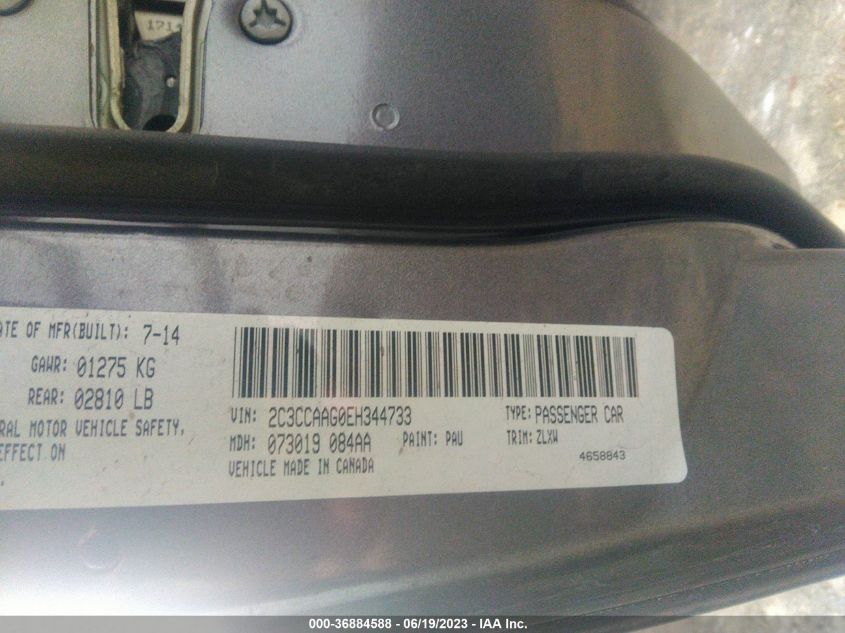 1711
ATE OF MFR(BUILT): 7-14
GAWR: 01275 KG
REAR: 02810 LB
RAL MOTOR VEHICLE SAFETY,
EFFECT ON
VIN: 2C3CCAAG0EH344733 TYPE: PASSENGER CAR
MDH: 073019 084AA PAINT: PAU TRIM: ZLXW
VEHICLE MADE IN CANADA 4658843
000-36884588 - 06/19/2023 - IAA Inc.